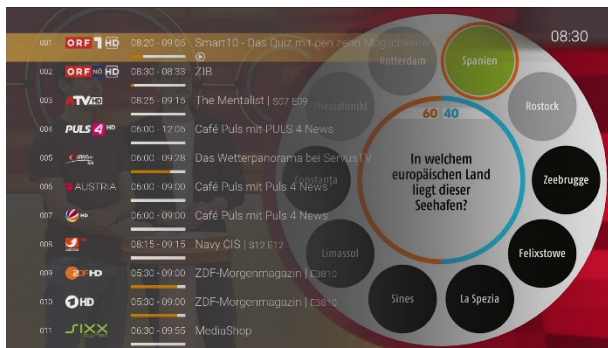 08:30
001 ORF 1 HD 08:20 - 09:05 Smart10 - Das Quiz mit den zehn Möglichkeiten
002 ORF NÖ HD 08:30 - 08:33 ZIB
003 ATV HD 08:25 - 09:15 The Mentalist | S07 E09
004 PULS 4 HD 06:00 - 12:05 Café Puls mit PULS 4 News
005 06:00 - 09:28 Das Wetterpanorama bei ServusTV
006 3 AUSTRIA 06:00 - 09:00 Café Puls mit Puls 4 News
007 HD 06:00 - 09:00 Café Puls mit Puls 4 News
008 08:15 - 09:15 Navy CIS | S12 E12
009 ZDF HD 05:30 - 09:00 ZDF-Morgenmagazin | E3810
010 1 HD 05:30 - 09:00 ZDF-Morgenmagazin | E3810
011 SIXX 06:30 - 09:55 MediaShop
60 40
In welchem
europäischen Land
liegt dieser
Seehafen?
Spanien
Rostock
Zeebrugge
Felixstowe
La Spezia
Sines
Limassol
Constanta
Thessaloniki
Rotterdam